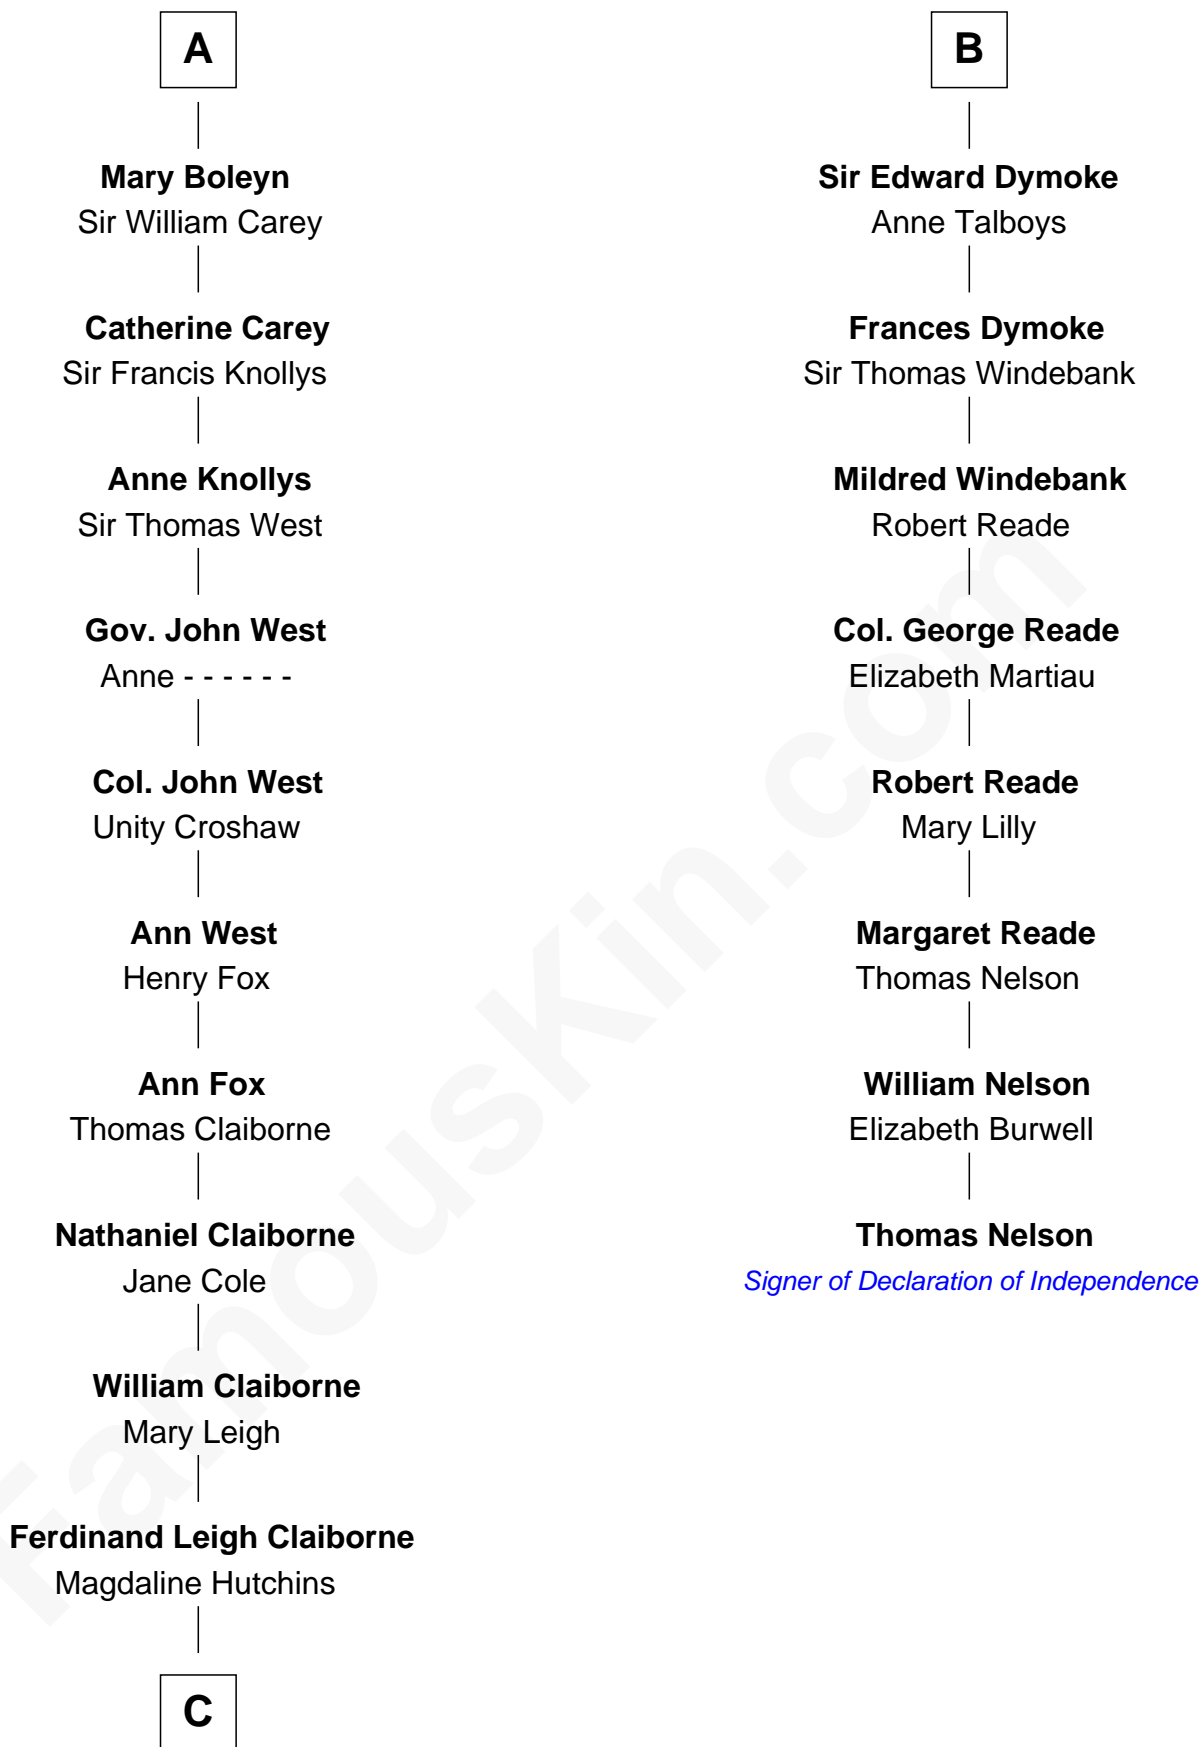 A
Mary Boleyn
Sir William Carey
Catherine Carey
Sir Francis Knollys
Anne Knollys
Sir Thomas West
Gov. John West
Anne - - - - - -
Col. John West
Unity Croshaw
Ann West
Henry Fox
Ann Fox
Thomas Claiborne
Nathaniel Claiborne
Jane Cole
William Claiborne
Mary Leigh
Ferdinand Leigh Claiborne
Magdaline Hutchins
C
B
Sir Edward Dymoke
Anne Talboys
Frances Dymoke
Sir Thomas Windebank
Mildred Windebank
Robert Reade
Col. George Reade
Elizabeth Martiau
Robert Reade
Mary Lilly
Margaret Reade
Thomas Nelson
William Nelson
Elizabeth Burwell
Thomas Nelson
Signer of Declaration of Independence
FamousKin.com